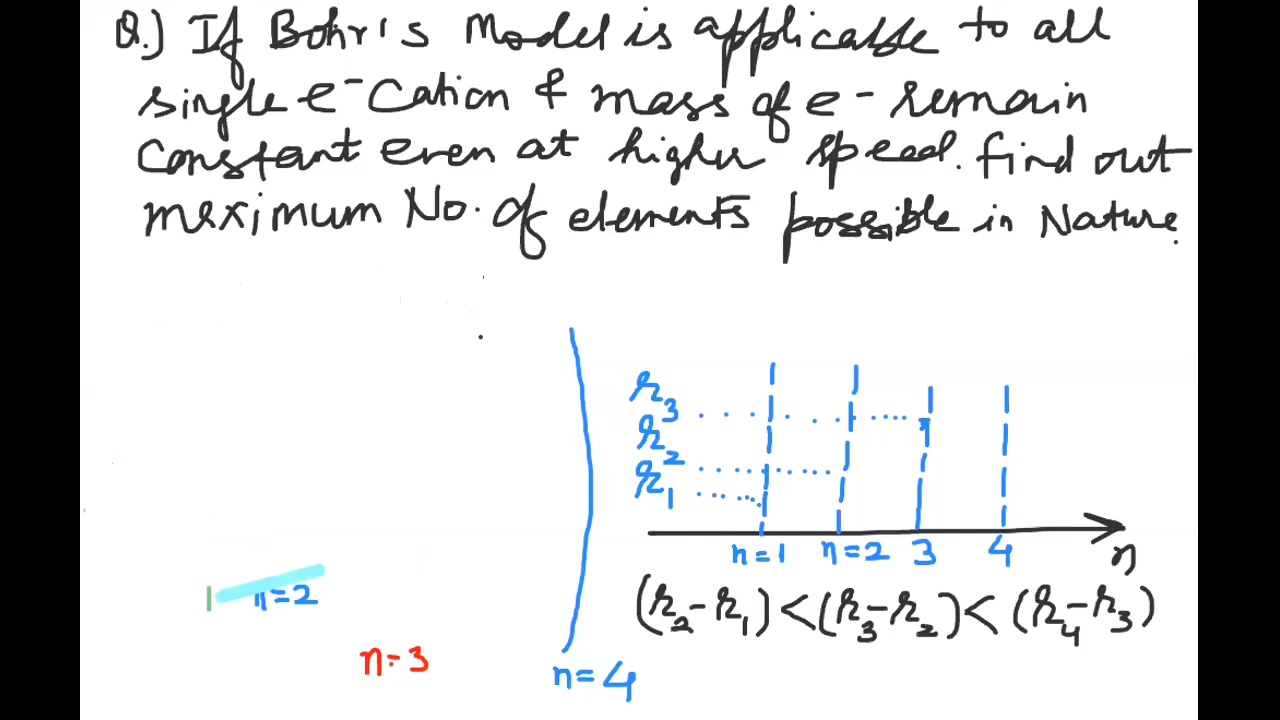 Q.) If Bohr's Model is applicable to all
single e⁻ Cation & mass of e- remain
Constant even at higher speed. find out
maximum No. of elements possible in Nature.
r₃
r₂
r₁
n=1 n=2 3 4 n
(r₂-r₁) < (r₃-r₂) < (r₄-r₃)
n=2
n=3
n=4